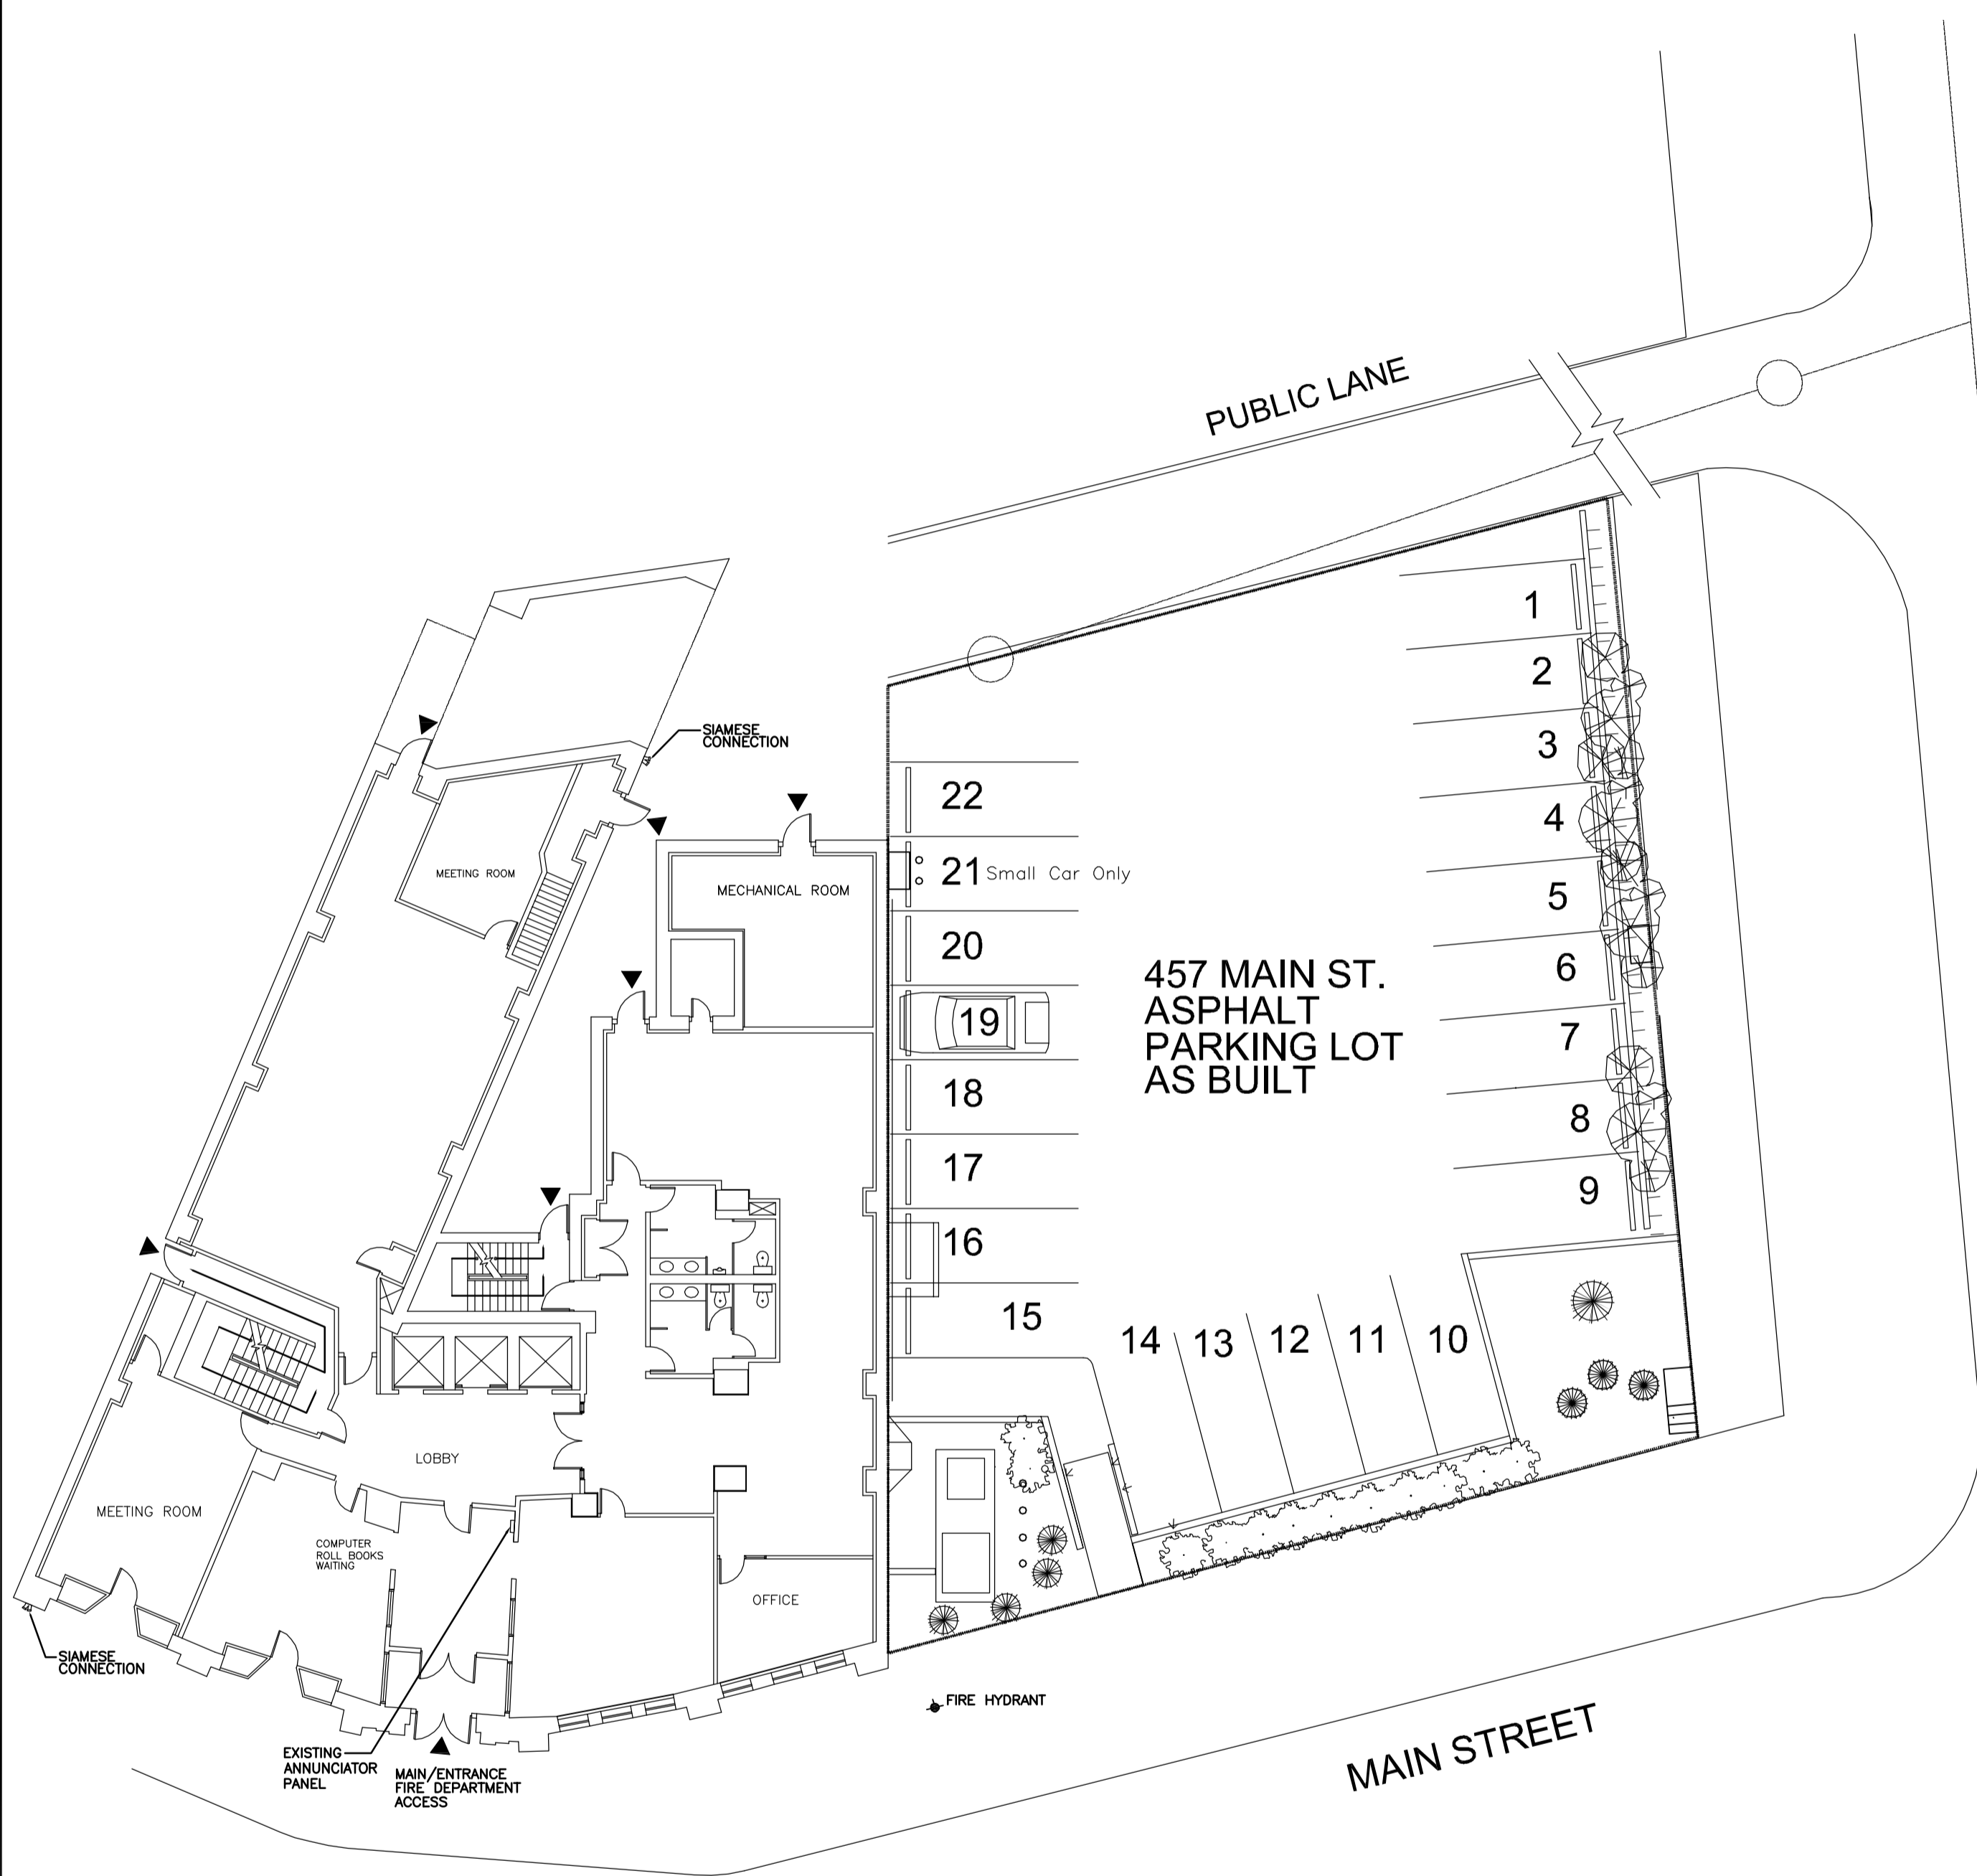 PUBLIC LANE
1
2
SIAMESE
CONNECTION
3
22
4
MEETING ROOM
MECHANICAL ROOM
21 Small Car Only
5
20
6
457 MAIN ST.
ASPHALT
PARKING LOT
AS BUILT
19
7
18
8
17
9
16
15
14
13
12
11
10
LOBBY
MEETING ROOM
COMPUTER
ROLL BOOKS
WAITING
OFFICE
SIAMESE
CONNECTION
FIRE HYDRANT
MAIN STREET
EXISTING
ANNUNCIATOR
PANEL
MAIN/ENTRANCE
FIRE DEPARTMENT
ACCESS